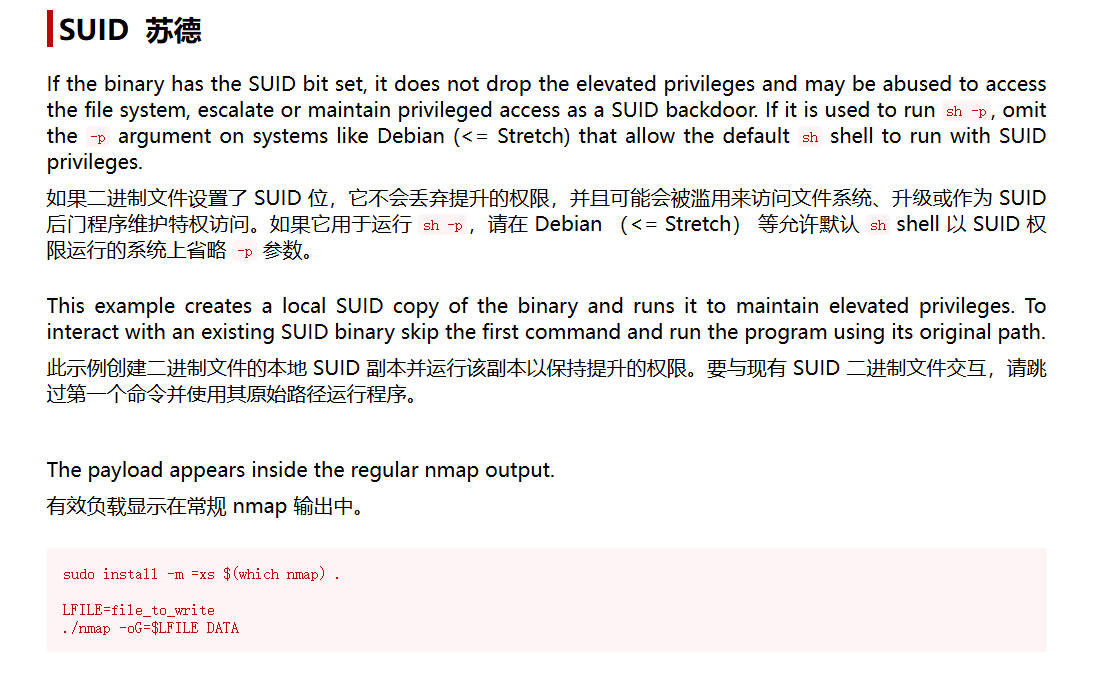 SUID 苏德
If the binary has the SUID bit set, it does not drop the elevated privileges and may be abused to access
the file system, escalate or maintain privileged access as a SUID backdoor. If it is used to run sh -p, omit
the -p argument on systems like Debian (<= Stretch) that allow the default sh shell to run with SUID
privileges.
如果二进制文件设置了 SUID 位，它不会丢弃提升的权限，并且可能会被滥用来访问文件系统、升级或作为 SUID
后门程序维护特权访问。如果它用于运行 sh -p，请在 Debian （<= Stretch） 等允许默认 sh shell 以 SUID 权
限运行的系统上省略 -p 参数。
This example creates a local SUID copy of the binary and runs it to maintain elevated privileges. To
interact with an existing SUID binary skip the first command and run the program using its original path.
此示例创建二进制文件的本地 SUID 副本并运行该副本以保持提升的权限。要与现有 SUID 二进制文件交互，请跳
过第一个命令并使用其原始路径运行程序。
The payload appears inside the regular nmap output.
有效负载显示在常规 nmap 输出中。
sudo install -m =xs $(which nmap) .
LFILE=file_to_write
./nmap -oG=$LFILE DATA